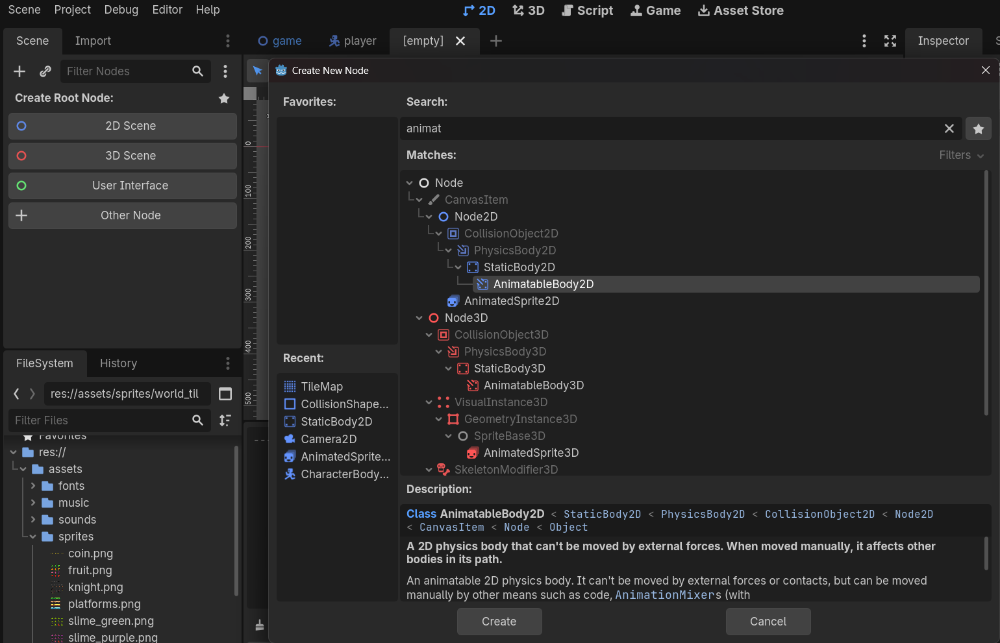 Scene Project Debug Editor Help
2D 3D Script Game Asset Store
Scene Import
game player [empty]
Inspector
Filter Nodes
Create New Node
Create Root Node:
2D Scene
3D Scene
User Interface
Other Node
0
100
200
300
400
500
Favorites:
Search:
animat
Matches:
Filters
Node
CanvasItem
Node2D
CollisionObject2D
PhysicsBody2D
StaticBody2D
AnimatableBody2D
AnimatedSprite2D
Node3D
CollisionObject3D
PhysicsBody3D
StaticBody3D
AnimatableBody3D
VisualInstance3D
GeometryInstance3D
SpriteBase3D
AnimatedSprite3D
SkeletonModifier3D
Recent:
TileMap
CollisionShape...
StaticBody2D
Camera2D
AnimatedSprite...
CharacterBody...
FileSystem History
res://assets/sprites/world_til
Filter Files
Favorites
res://
assets
fonts
music
sounds
sprites
coin.png
fruit.png
knight.png
platforms.png
slime_green.png
slime_purple.png
Description:
Class AnimatableBody2D < StaticBody2D < PhysicsBody2D < CollisionObject2D < Node2D
< CanvasItem < Node < Object
A 2D physics body that can't be moved by external forces. When moved manually, it affects other
bodies in its path.
An animatable 2D physics body. It can't be moved by external forces or contacts, but can be moved
manually by other means such as code, AnimationMixers (with
Create Cancel